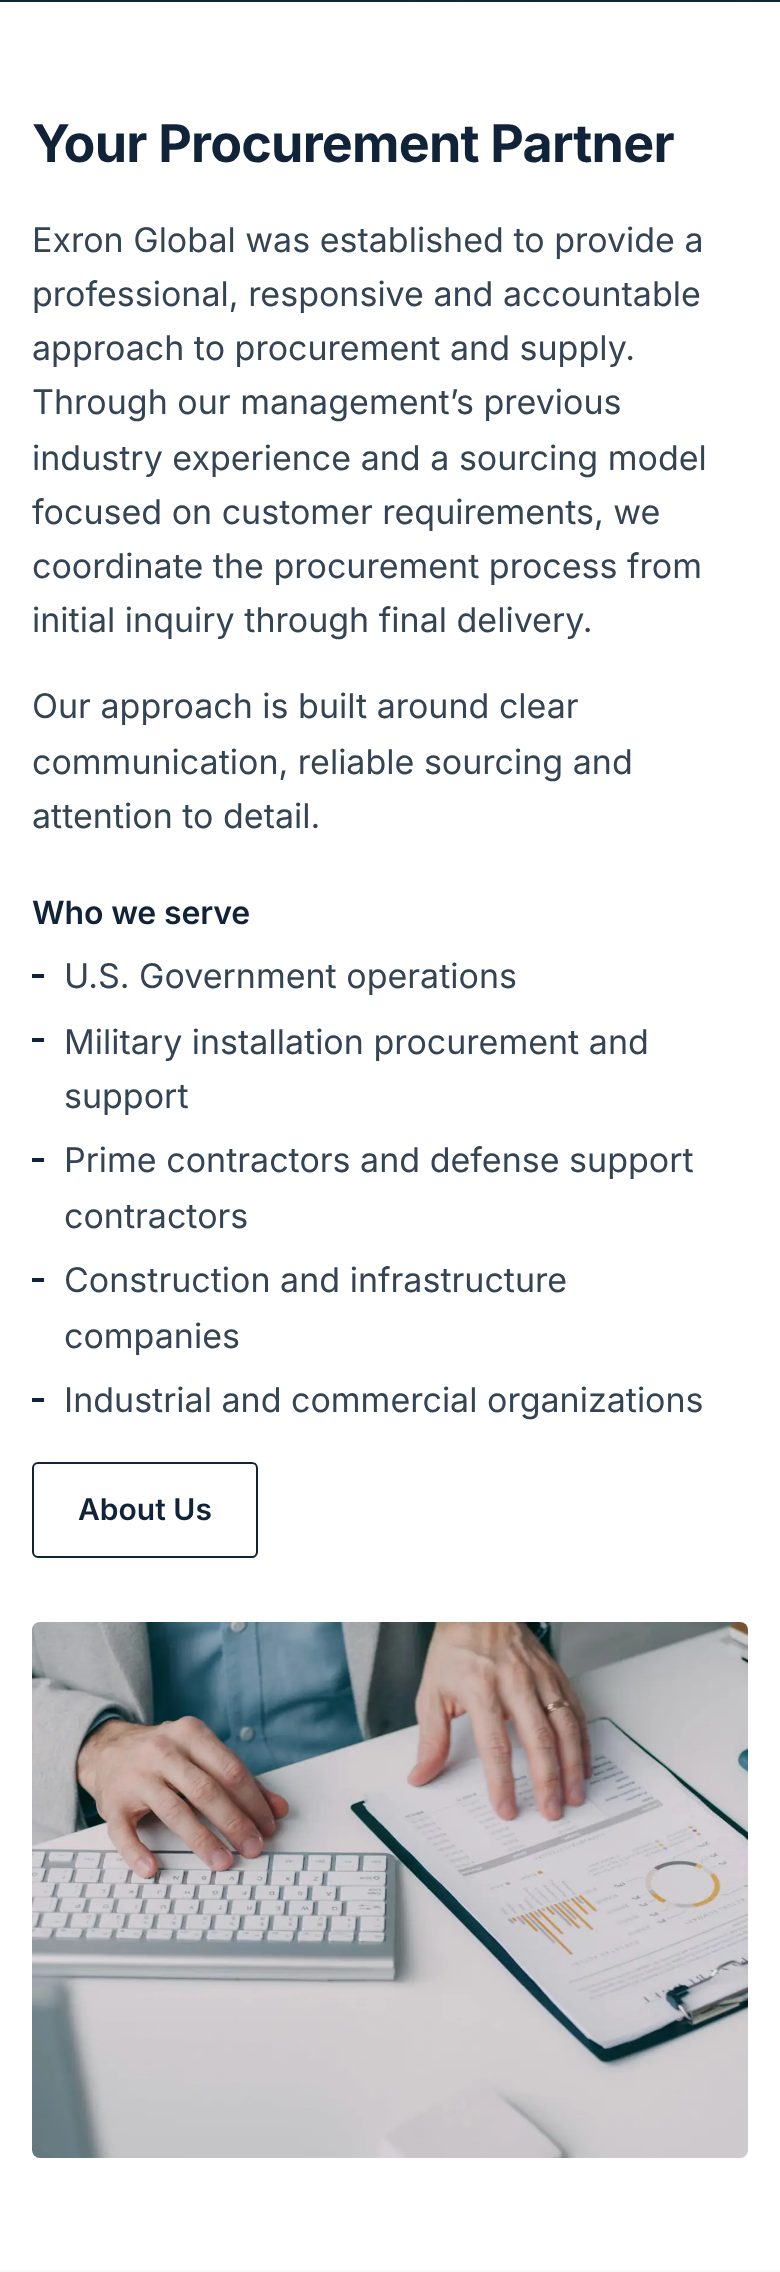 Your Procurement Partner
Exron Global was established to provide a
professional, responsive and accountable
approach to procurement and supply.
Through our management’s previous
industry experience and a sourcing model
focused on customer requirements, we
coordinate the procurement process from
initial inquiry through final delivery.
Our approach is built around clear
communication, reliable sourcing and
attention to detail.
Who we serve
- U.S. Government operations
- Military installation procurement and
support
- Prime contractors and defense support
contractors
- Construction and infrastructure
companies
- Industrial and commercial organizations
About Us